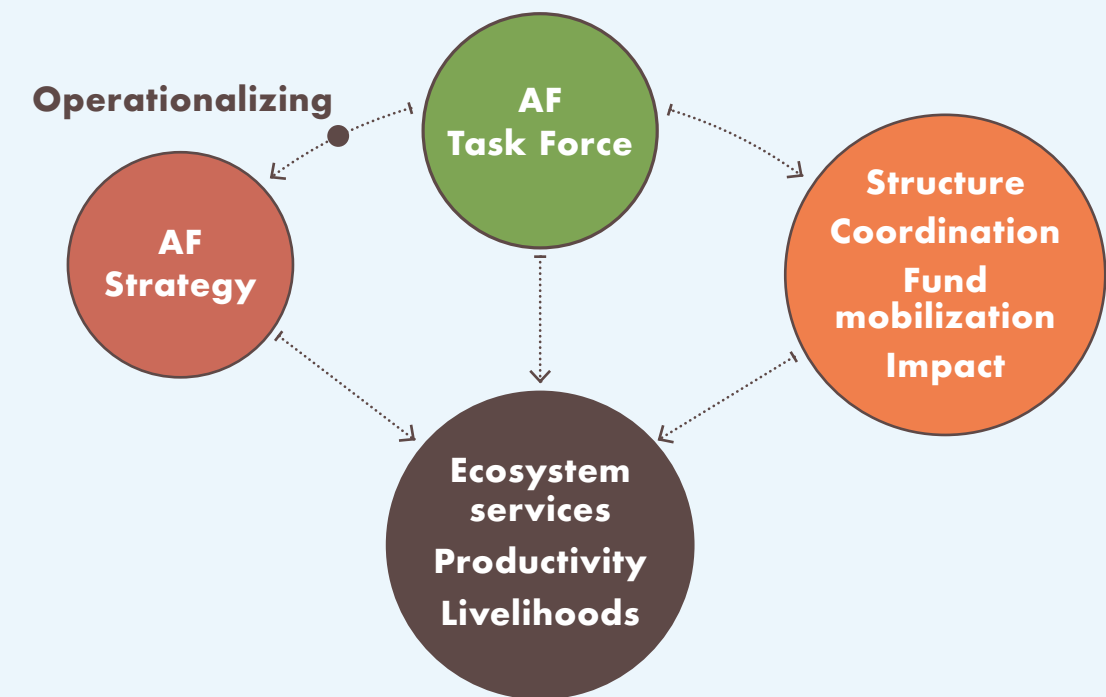 Operationalizing
AF
Task Force
AF
Strategy
Structure
Coordination
Fund
mobilization
Impact
Ecosystem
services
Productivity
Livelihoods